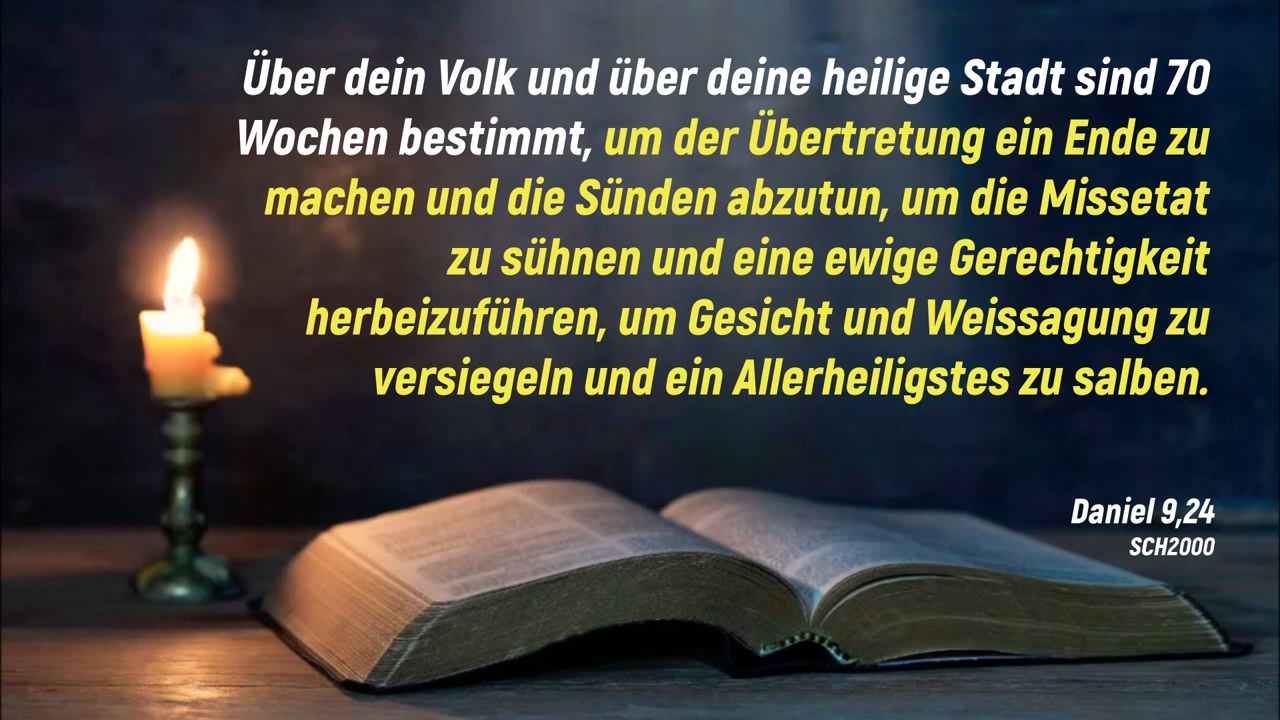 Über dein Volk und über deine heilige Stadt sind 70
Wochen bestimmt, um der Übertretung ein Ende zu
machen und die Sünden abzutun, um die Missetat
zu sühnen und eine ewige Gerechtigkeit
herbeizuführen, um Gesicht und Weissagung zu
versiegeln und ein Allerheiligstes zu salben.
Daniel 9,24
SCH2000